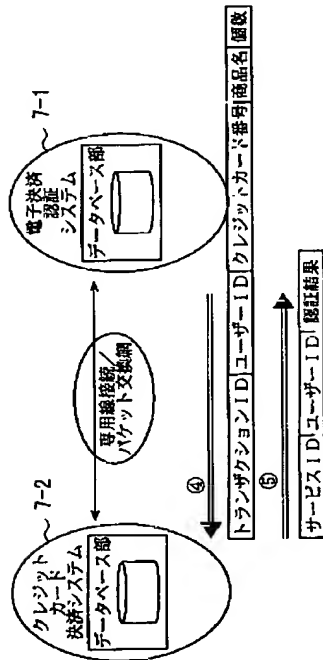 7-2
クレジット
カード
決済システム
データベース部
専用線接続／
パケット交換網
7-1
電子決済
認証
システム
データベース部
④
トランザクションID ユーザーID クレジットカード番号 商品名 個数
⑤
サービスID ユーザーID 認証結果